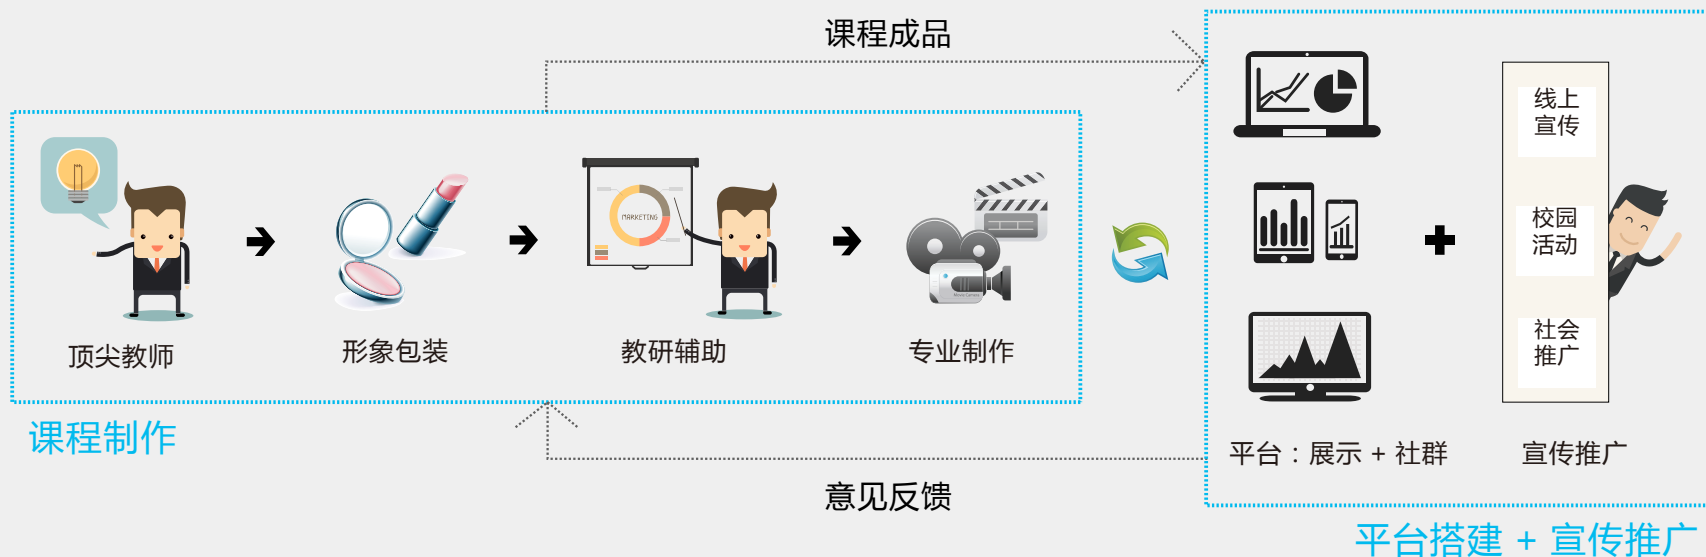 课程成品
线上
宣传
MARKETING
校园
活动
社会
推广
顶尖教师
形象包装
教研辅助
专业制作
课程制作
平台：展示 + 社群
宣传推广
意见反馈
平台搭建 + 宣传推广